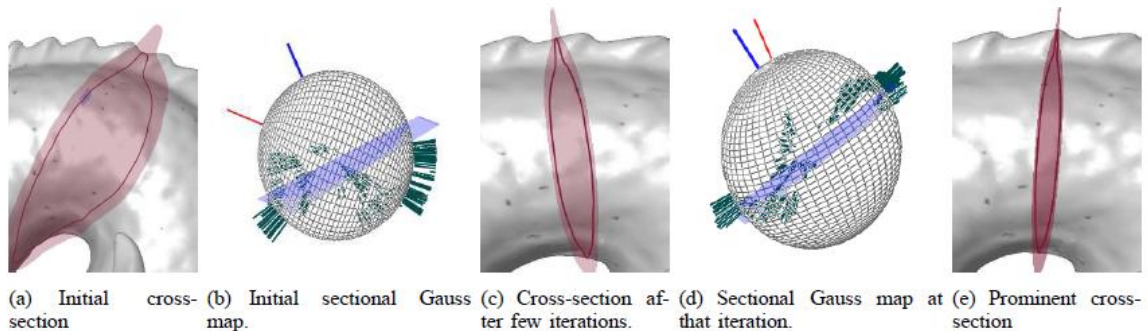 (a) Initial cross-
section
(b) Initial sectional Gauss
map.
(c) Cross-section af-
ter few iterations.
(d) Sectional Gauss map at
that iteration.
(e) Prominent cross-
section